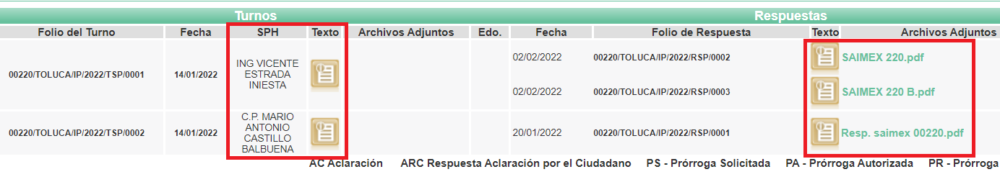 Turnos Respuestas
Folio del Turno Fecha SPH Texto Archivos Adjuntos Edo. Fecha Folio de Respuesta Texto Archivos Adjuntos
00220/TOLUCA/IP/2022/TSP/0001 14/01/2022
ING VICENTE
ESTRADA
INIESTA
02/02/2022 00220/TOLUCA/IP/2022/RSP/0002 SAIMEX 220.pdf
02/02/2022 00220/TOLUCA/IP/2022/RSP/0003 SAIMEX 220 B.pdf
00220/TOLUCA/IP/2022/TSP/0002 14/01/2022
C.P. MARIO
ANTONIO
CASTILLO
BALBUENA
20/01/2022 00220/TOLUCA/IP/2022/RSP/0001 Resp. saimex 00220.pdf
AC Aclaración ARC Respuesta Aclaración por el Ciudadano PS - Prórroga Solicitada PA - Prórroga Autorizada PR - Prórroga